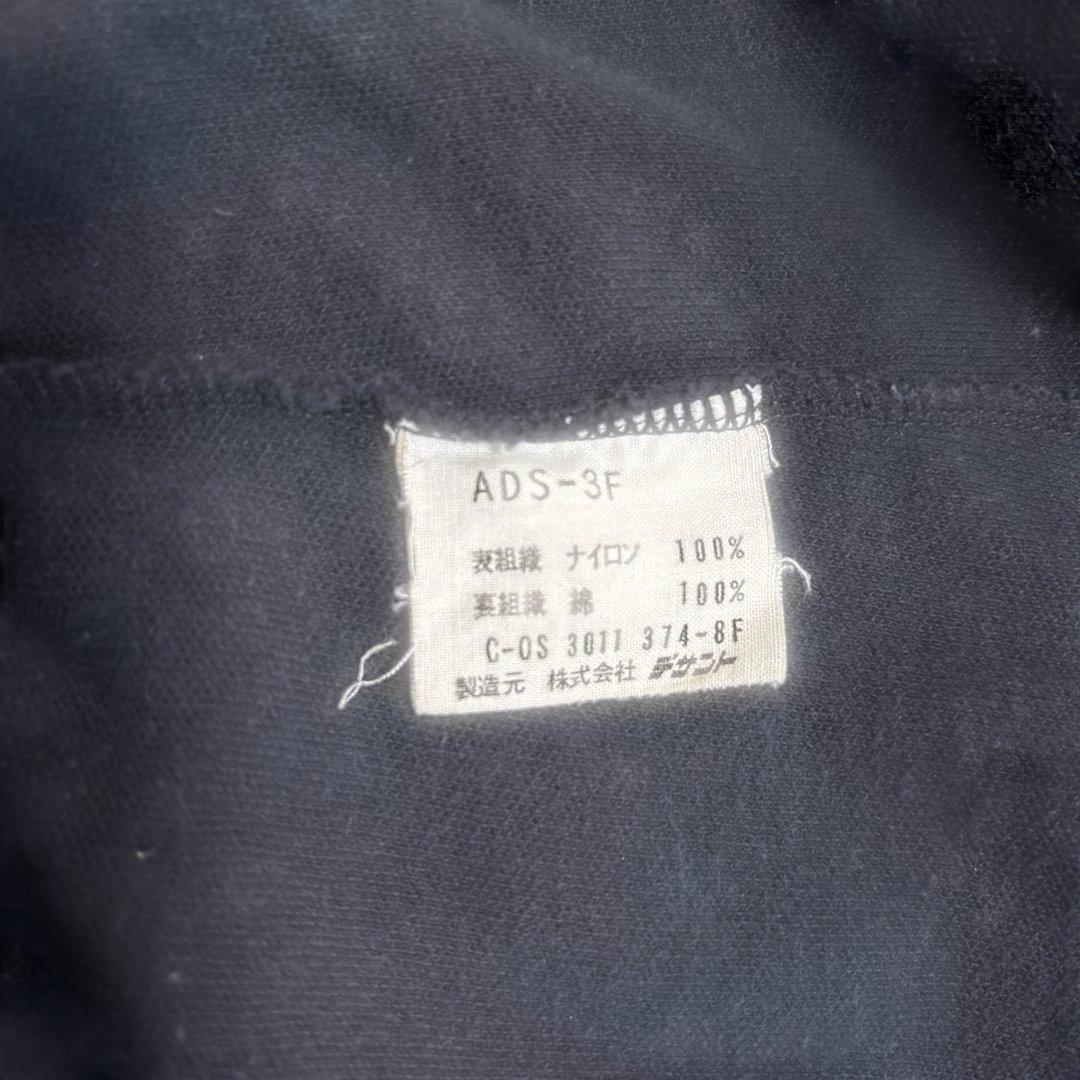 ADS-3F
表組織 ナイロン 100%
裏組織 綿 100%
C-OS 3011 374-8F
製造元 株式会社 デサント